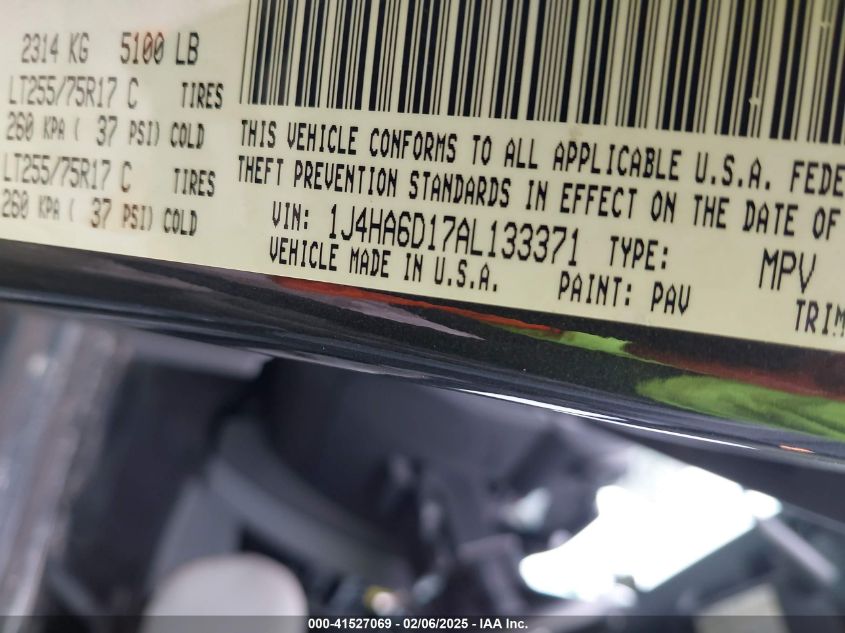 2314 KG 5100 LB
LT255/75R17 C TIRES
260 KPA ( 37 PSI) COLD
LT255/75R17 C TIRES
260 KPA ( 37 PSI) COLD
THIS VEHICLE CONFORMS TO ALL APPLICABLE U.S.A. FEDE
THEFT PREVENTION STANDARDS IN EFFECT ON THE DATE OF
VIN: 1J4HA6D17AL133371 TYPE: MPV
VEHICLE MADE IN U.S.A. PAINT: PAV TRIM
000-41527069 - 02/06/2025 - IAA Inc.